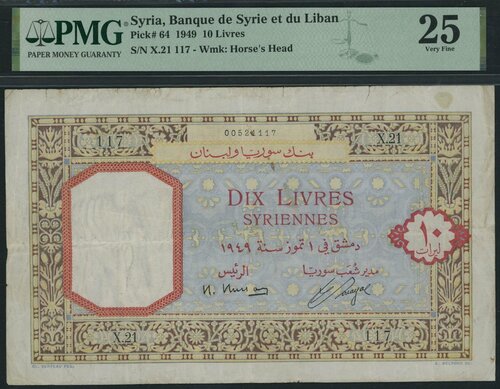 PMG
PAPER MONEY GUARANTY
Syria, Banque de Syrie et du Liban
Pick# 64 1949 10 Livres
S/N X.21 117 - Wmk: Horse's Head
25
Very Fine
117
00524117
X.21
بنك سوريا ولبنان
DIX LIVRES
SYRIENNES
دمشق في ١ تموز سنة ١٩٤٩
١٠
ليرات
الرئيس
مدير شعب سوريا
X.21
117